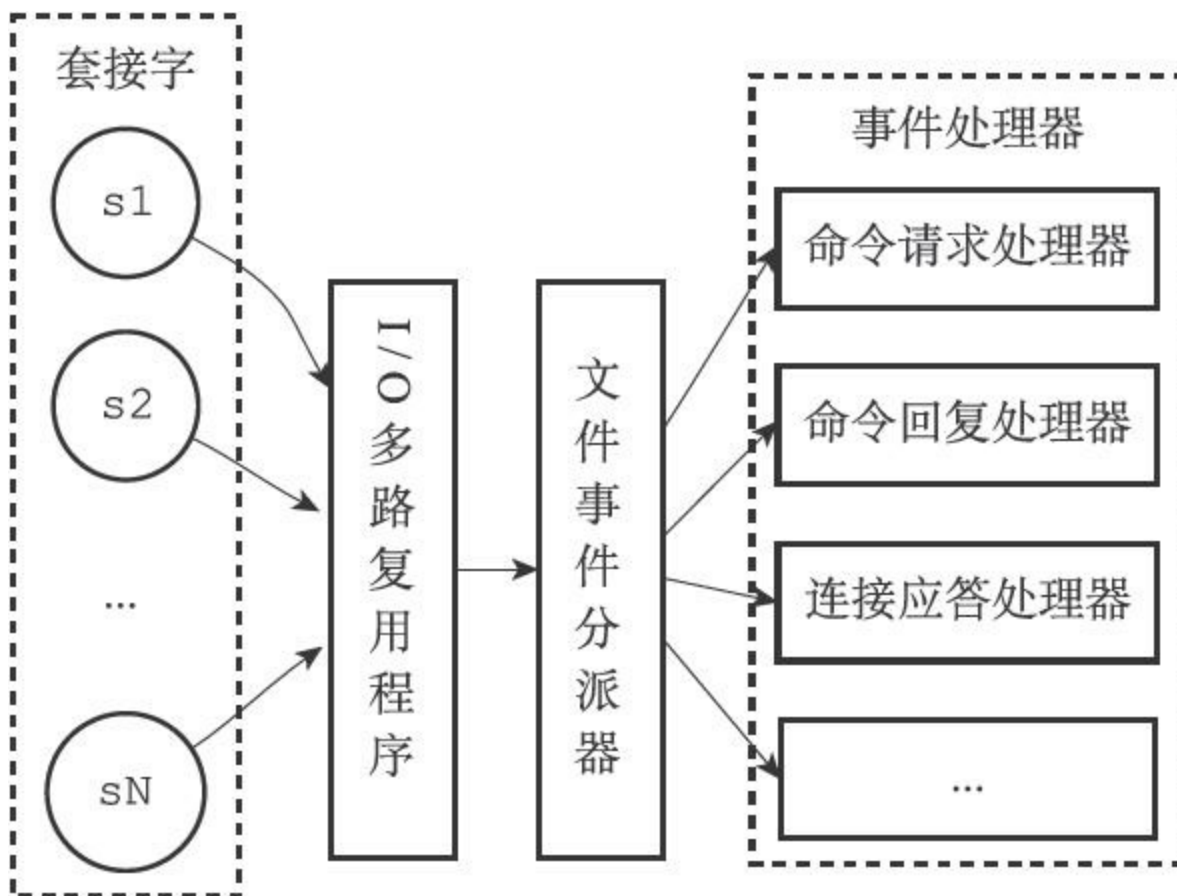 套接字
s1
s2
...
sN
I/O多路复用程序
文件事件分派器
事件处理器
命令请求处理器
命令回复处理器
连接应答处理器
...